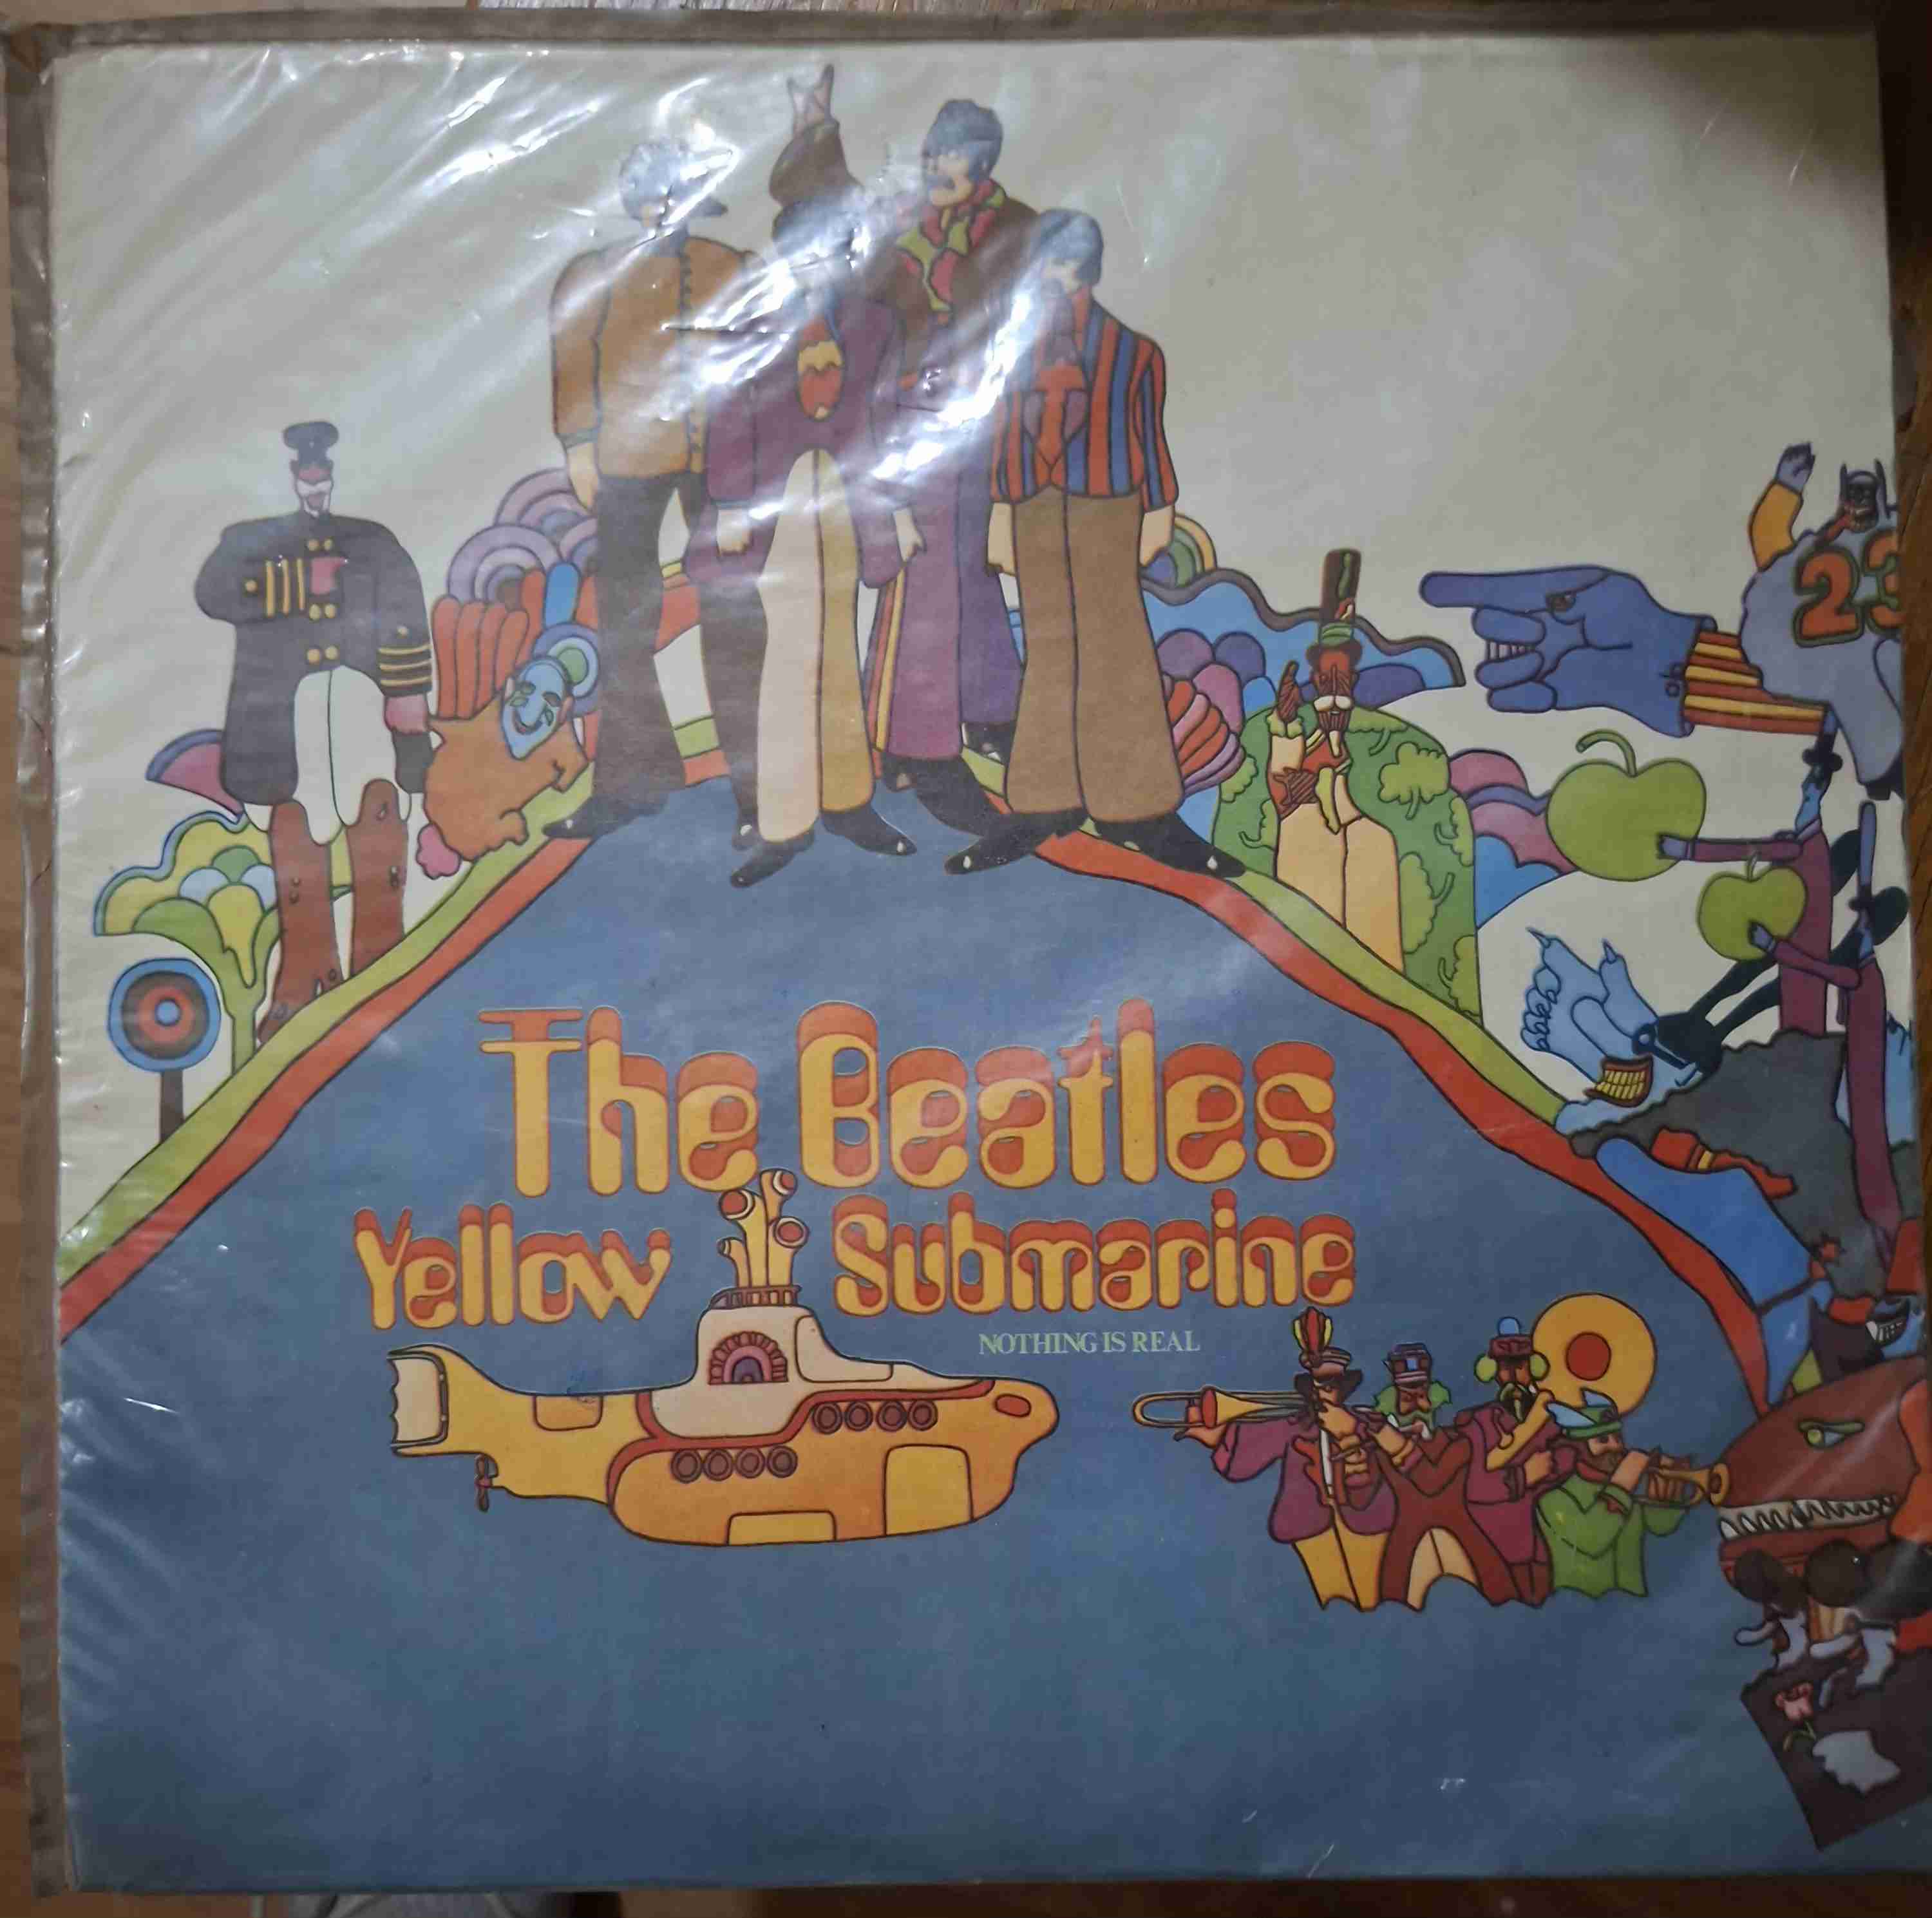 23
The Beatles
Yellow Submarine
NOTHING IS REAL